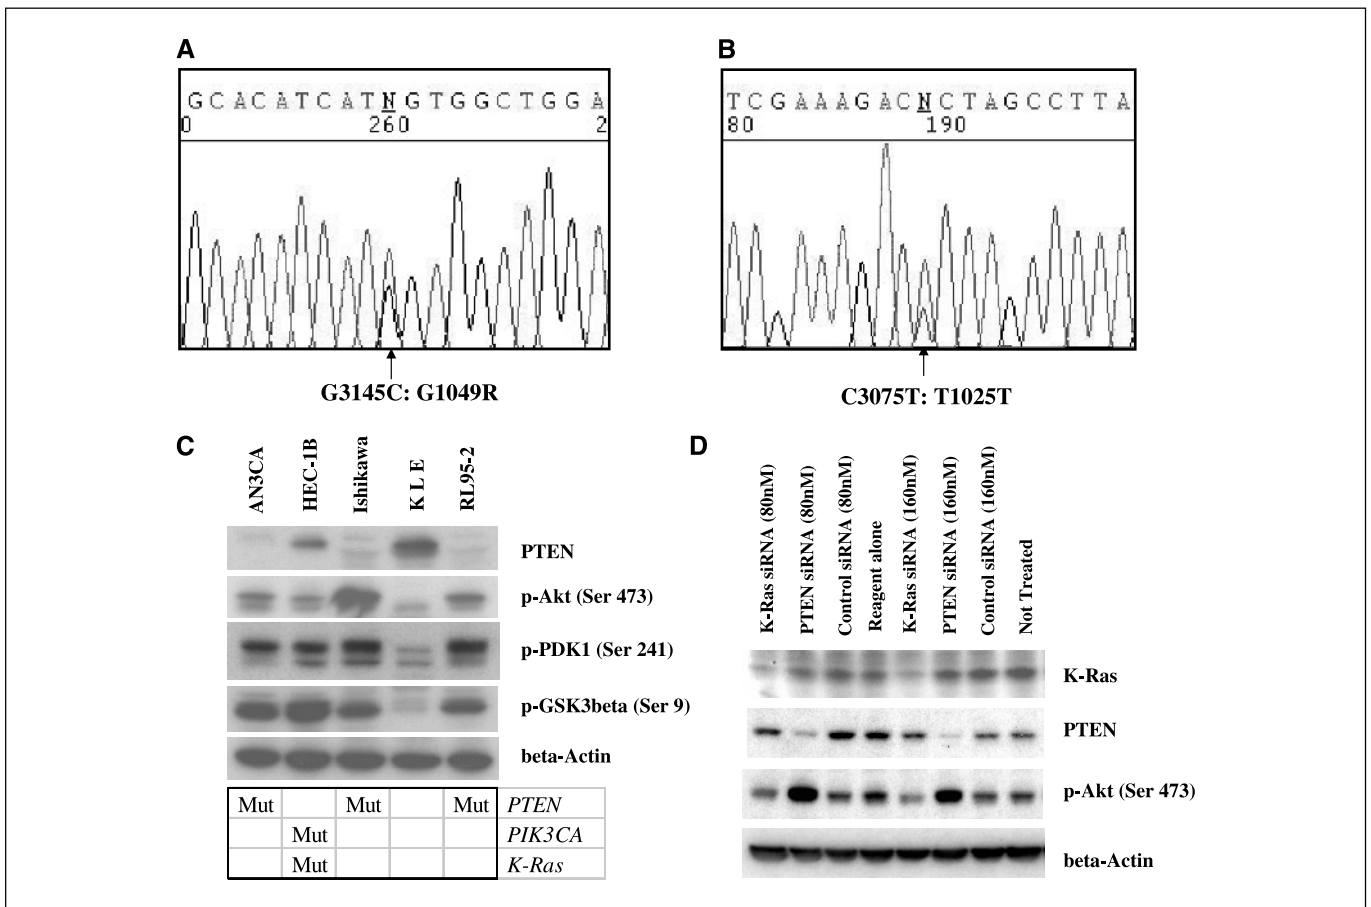 A
GCACATCATNGTGGCTGGA
0 260 2
G3145C: G1049R
B
TCGAAAGACNCTAGCCTTA
80 190
C3075T: T1025T
C
AN3CA HEC-1B Ishikawa K L E RL95-2
PTEN
p-Akt (Ser 473)
p-PDK1 (Ser 241)
p-GSK3beta (Ser 9)
beta-Actin
Mut Mut Mut PTEN
Mut PIK3CA
Mut K-Ras
D
K-Ras siRNA (80nM)
PTEN siRNA (80nM)
Control siRNA (80nM)
Reagent alone
K-Ras siRNA (160nM)
PTEN siRNA (160nM)
Control siRNA (160nM)
Not Treated
K-Ras
PTEN
p-Akt (Ser 473)
beta-Actin